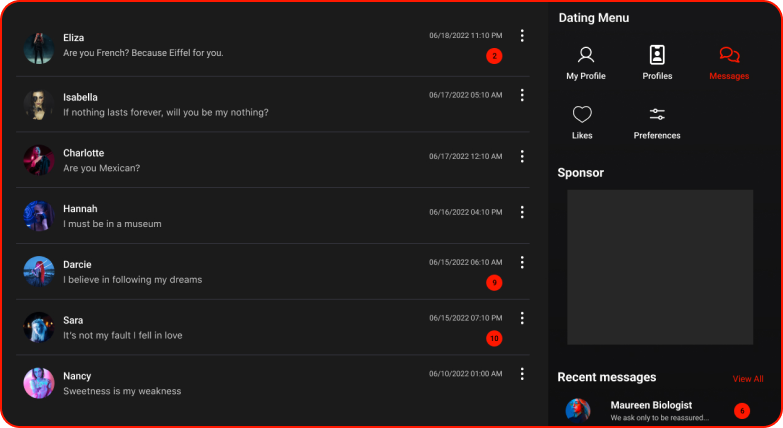 Eliza
06/18/2022 11:10 PM
Are you French? Because Eiffel for you.
2
Isabella
06/17/2022 05:10 AM
If nothing lasts forever, will you be my nothing?
Charlotte
06/17/2022 12:10 AM
Are you Mexican?
Hannah
06/16/2022 04:10 PM
I must be in a museum
Darcie
06/15/2022 06:10 AM
I believe in following my dreams
9
Sara
06/15/2022 07:10 PM
It's not my fault I fell in love
10
Nancy
06/10/2022 01:00 AM
Sweetness is my weakness
Dating Menu
My Profile
Profiles
Messages
Likes
Preferences
Sponsor
Recent messages
View All
Maureen Biologist
We ask only to be reassured...
6